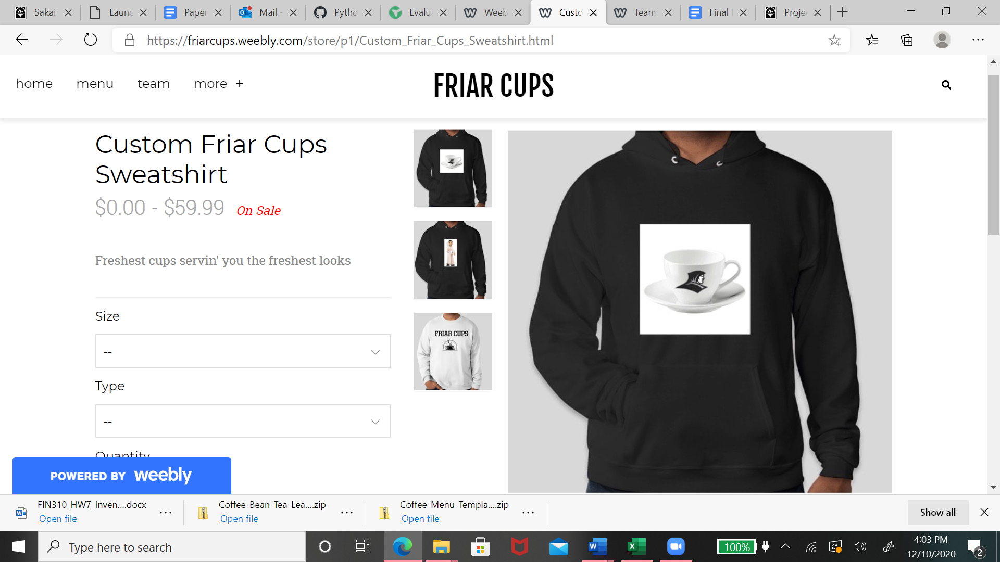 Sakai
Launc
Paper
Mail -
Pytho
Evalua
Weeb
Custo
Team
Final
Projec
https://friarcups.weebly.com/store/p1/Custom_Friar_Cups_Sweatshirt.html
home menu team more +
FRIAR CUPS
Custom Friar Cups
Sweatshirt
$0.00 - $59.99 On Sale
Freshest cups servin' you the freshest looks
Size
--
Type
--
Quantity
FRIAR CUPS
POWERED BY weebly
FIN310_HW7_Inven....docx
Open file
Coffee-Bean-Tea-Lea....zip
Open file
Coffee-Menu-Templa....zip
Open file
Show all
Type here to search
100%
4:03 PM
12/10/2020
2